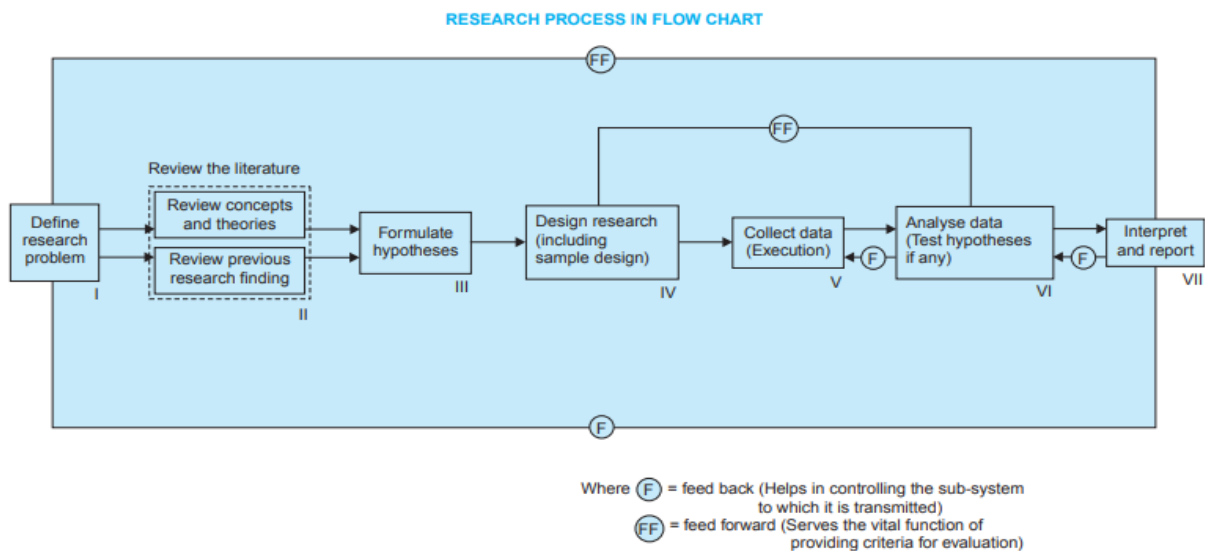 RESEARCH PROCESS IN FLOW CHART
FF
FF
Review the literature
Define
research
problem
I
Review concepts
and theories
Review previous
research finding
II
Formulate
hypotheses
III
Design research
(including
sample design)
IV
Collect data
(Execution)
V
F
Analyse data
(Test hypotheses
if any)
VI
F
Interpret
and report
VII
F
Where F = feed back (Helps in controlling the sub-system
to which it is transmitted)
FF = feed forward (Serves the vital function of
providing criteria for evaluation)